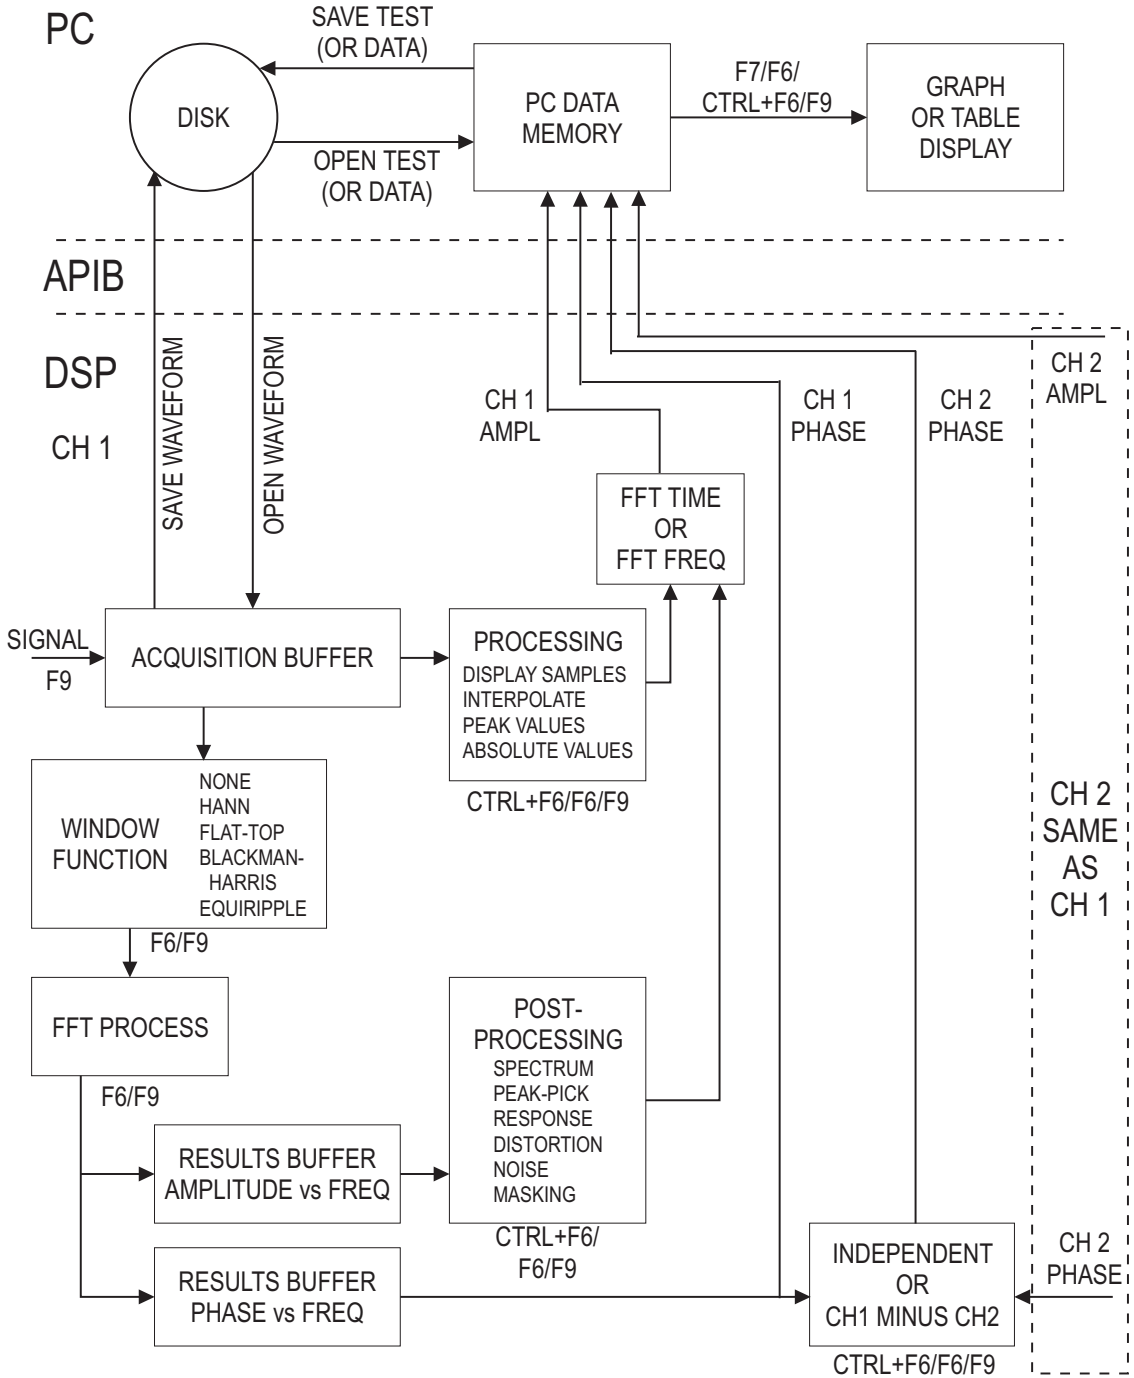 PC
SAVE TEST
(OR DATA)
DISK
OPEN TEST
(OR DATA)
PC DATA
MEMORY
F7/F6/
CTRL+F6/F9
GRAPH
OR TABLE
DISPLAY
APIB
DSP
CH 1
SAVE WAVEFORM
OPEN WAVEFORM
CH 1
AMPL
CH 1
PHASE
CH 2
PHASE
CH 2
AMPL
FFT TIME
OR
FFT FREQ
SIGNAL
F9
ACQUISITION BUFFER
PROCESSING
DISPLAY SAMPLES
INTERPOLATE
PEAK VALUES
ABSOLUTE VALUES
CTRL+F6/F6/F9
WINDOW
FUNCTION
NONE
HANN
FLAT-TOP
BLACKMAN-
HARRIS
EQUIRIPPLE
F6/F9
CH 2
SAME
AS
CH 1
FFT PROCESS
F6/F9
POST-
PROCESSING
SPECTRUM
PEAK-PICK
RESPONSE
DISTORTION
NOISE
MASKING
CTRL+F6/
F6/F9
RESULTS BUFFER
AMPLITUDE vs FREQ
RESULTS BUFFER
PHASE vs FREQ
INDEPENDENT
OR
CH1 MINUS CH2
CTRL+F6/F6/F9
CH 2
PHASE